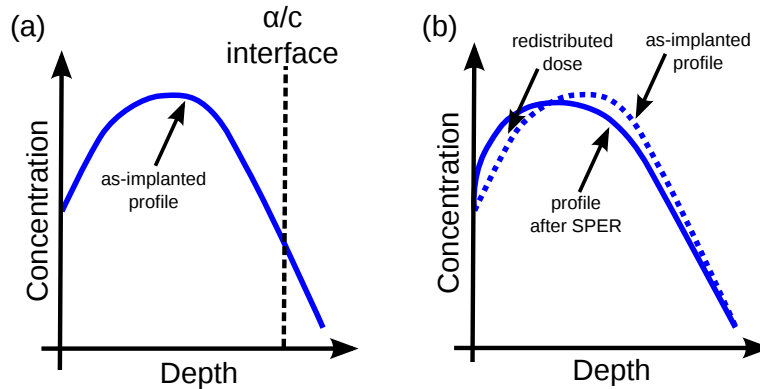 (a)
α/c
interface
Concentration
as-implanted
profile
Depth
(b)
redistributed
dose
as-implanted
profile
Concentration
profile
after SPER
Depth